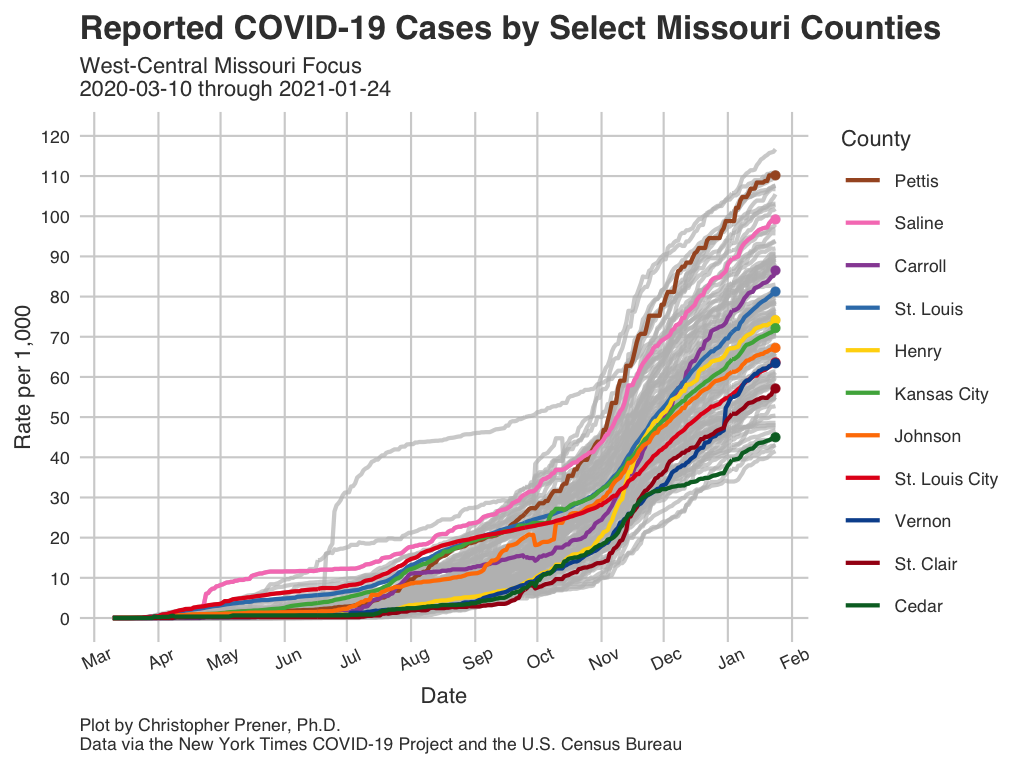 Reported COVID-19 Cases by Select Missouri Counties
West-Central Missouri Focus
2020-03-10 through 2021-01-24
Rate per 1,000
120
110
100
90
80
70
60
50
40
30
20
10
0
Mar Apr May Jun Jul Aug Sep Oct Nov Dec Jan Feb
Date
County
Pettis
Saline
Carroll
St. Louis
Henry
Kansas City
Johnson
St. Louis City
Vernon
St. Clair
Cedar
Plot by Christopher Prener, Ph.D.
Data via the New York Times COVID-19 Project and the U.S. Census Bureau